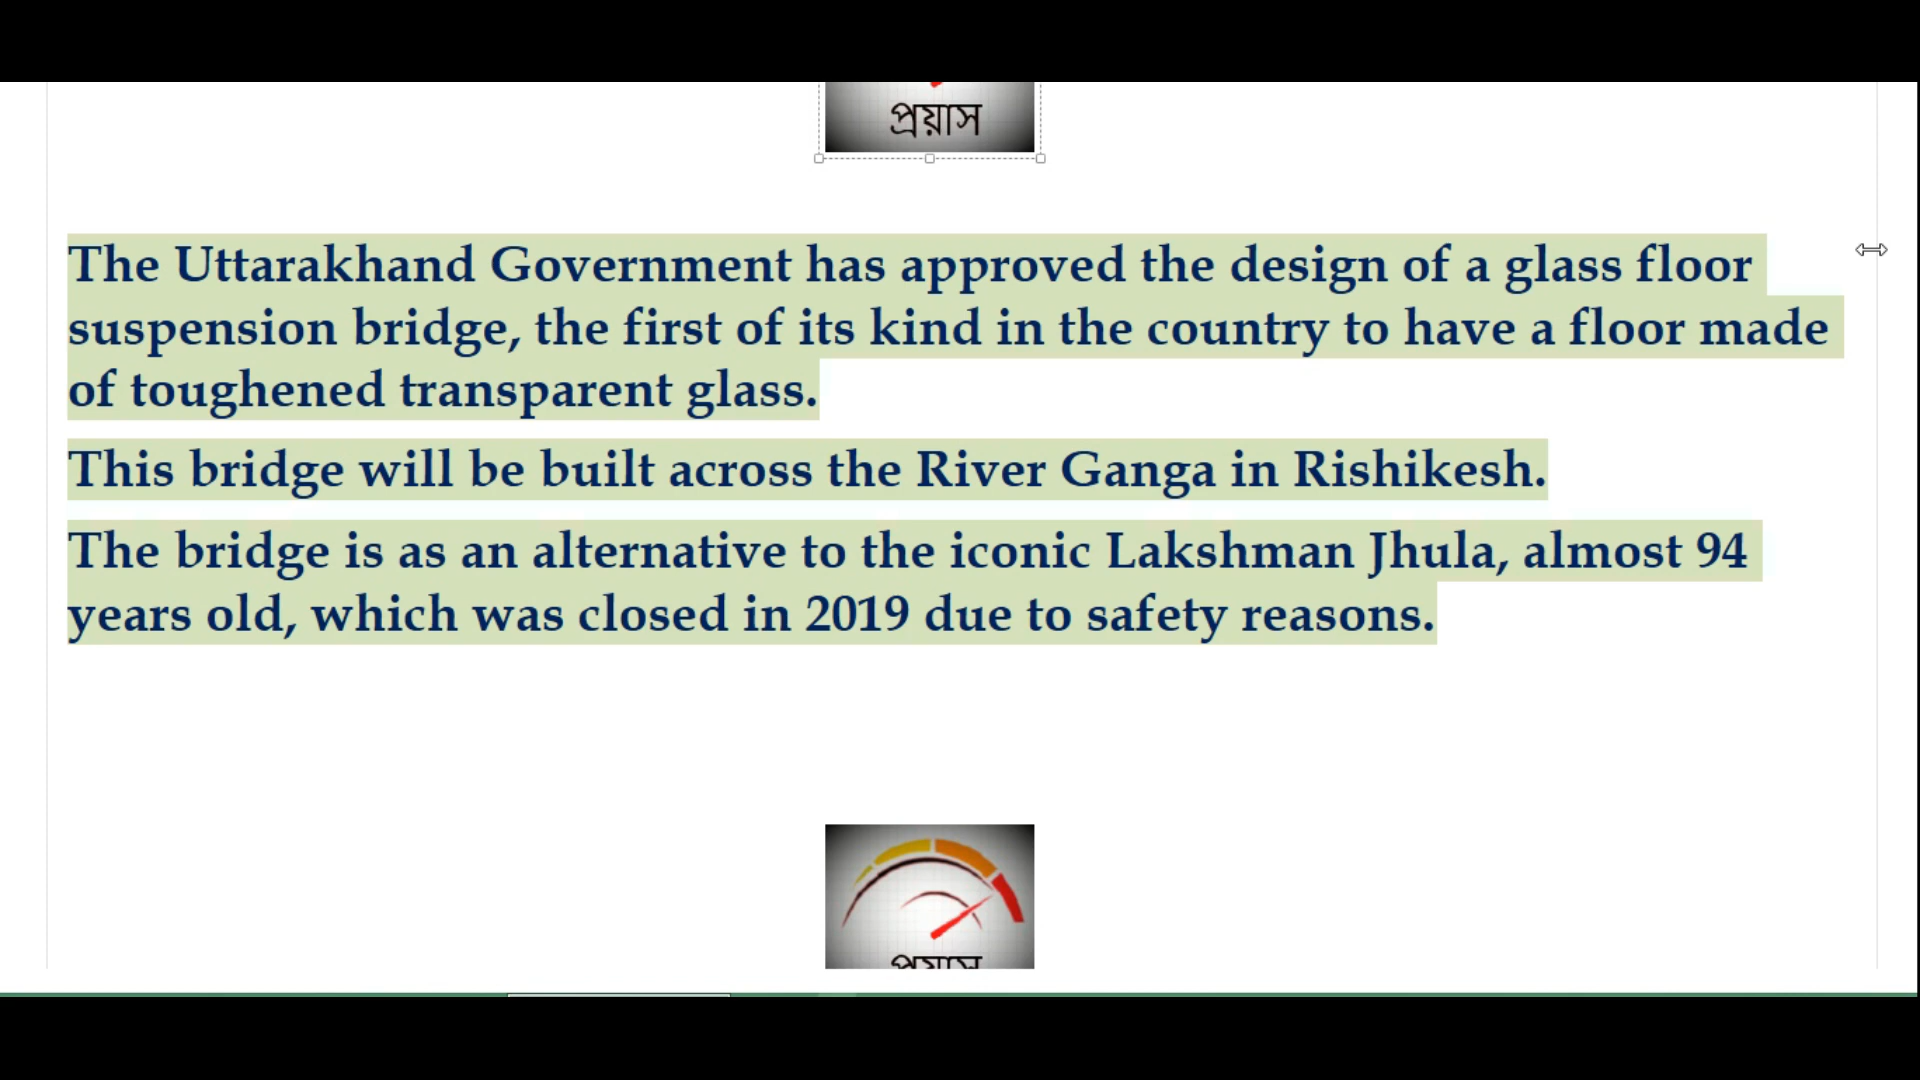 প্রয়াস
The Uttarakhand Government has approved the design of a glass floor
suspension bridge, the first of its kind in the country to have a floor made
of toughened transparent glass.
This bridge will be built across the River Ganga in Rishikesh.
The bridge is as an alternative to the iconic Lakshman Jhula, almost 94
years old, which was closed in 2019 due to safety reasons.
প্রয়াস